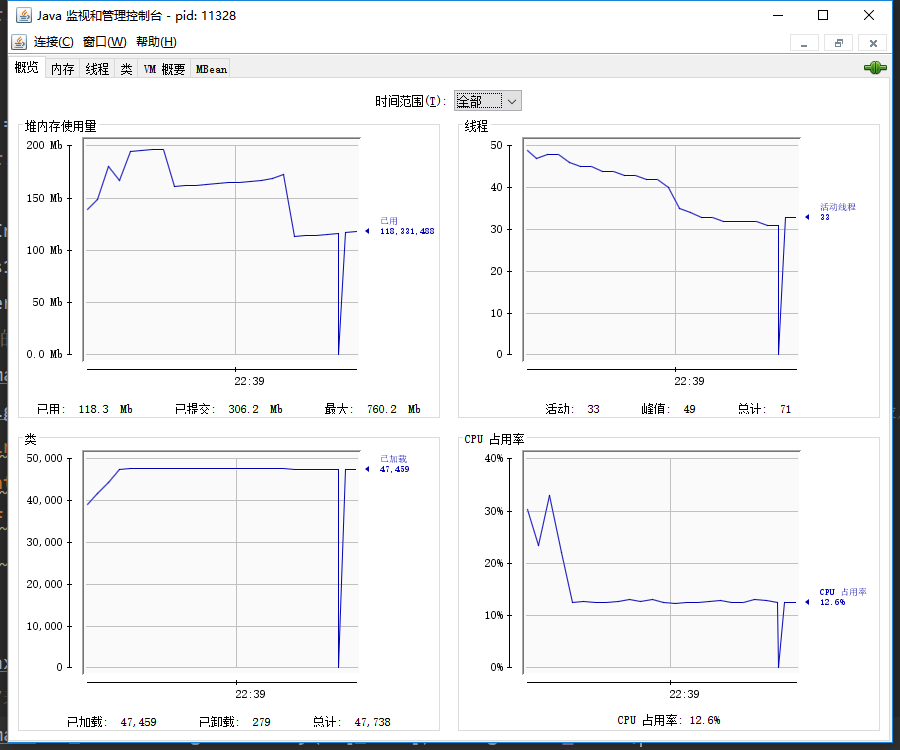 Java 监视和管理控制台 - pid: 11328
连接(C) 窗口(W) 帮助(H)
概览 内存 线程 类 VM 概要 MBean
时间范围(T): 全部
堆内存使用量
200 Mb
150 Mb
100 Mb
50 Mb
0.0 Mb
已用
118,331,488
22:39
已用: 118.3 Mb 已提交: 306.2 Mb 最大: 760.2 Mb
线程
50
40
30
20
10
0
活动线程
33
22:39
活动: 33 峰值: 49 总计: 71
类
50,000
40,000
30,000
20,000
10,000
0
已加载
47,459
22:39
已加载: 47,459 已卸载: 279 总计: 47,738
CPU 占用率
40%
30%
20%
10%
0%
CPU 占用率
12.6%
22:39
CPU 占用率: 12.6%